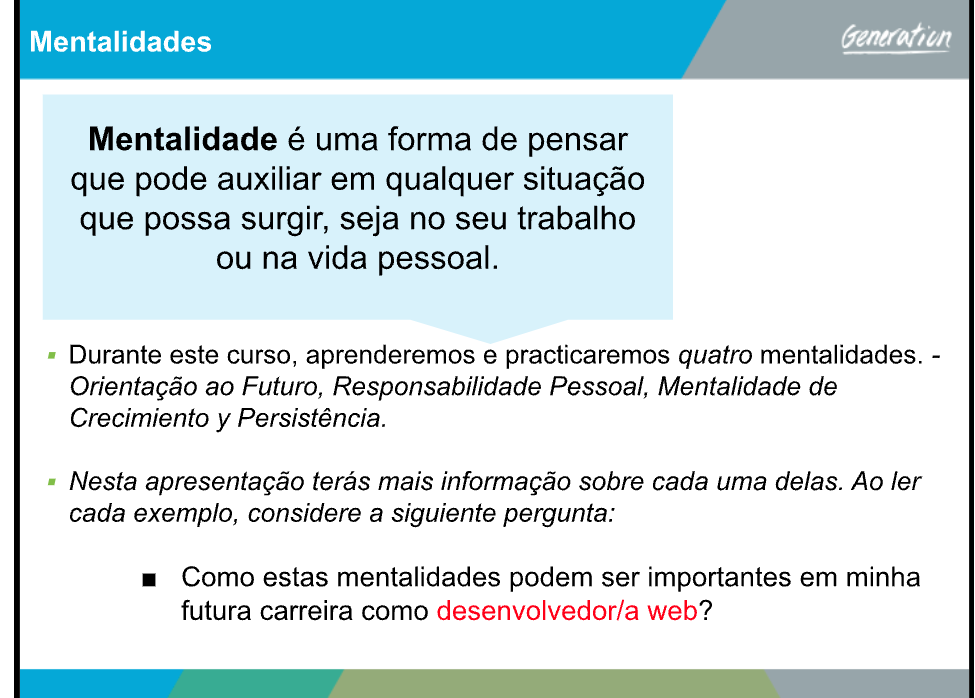 Mentalidades
Generation
Mentalidade é uma forma de pensar
que pode auxiliar em qualquer situação
que possa surgir, seja no seu trabalho
ou na vida pessoal.
Durante este curso, aprenderemos e practicaremos quatro mentalidades. -
Orientação ao Futuro, Responsabilidade Pessoal, Mentalidade de
Crecimiento y Persistência.
Nesta apresentação terás mais informação sobre cada uma delas. Ao ler
cada exemplo, considere a siguiente pergunta:
Como estas mentalidades podem ser importantes em minha
futura carreira como desenvolvedor/a web?